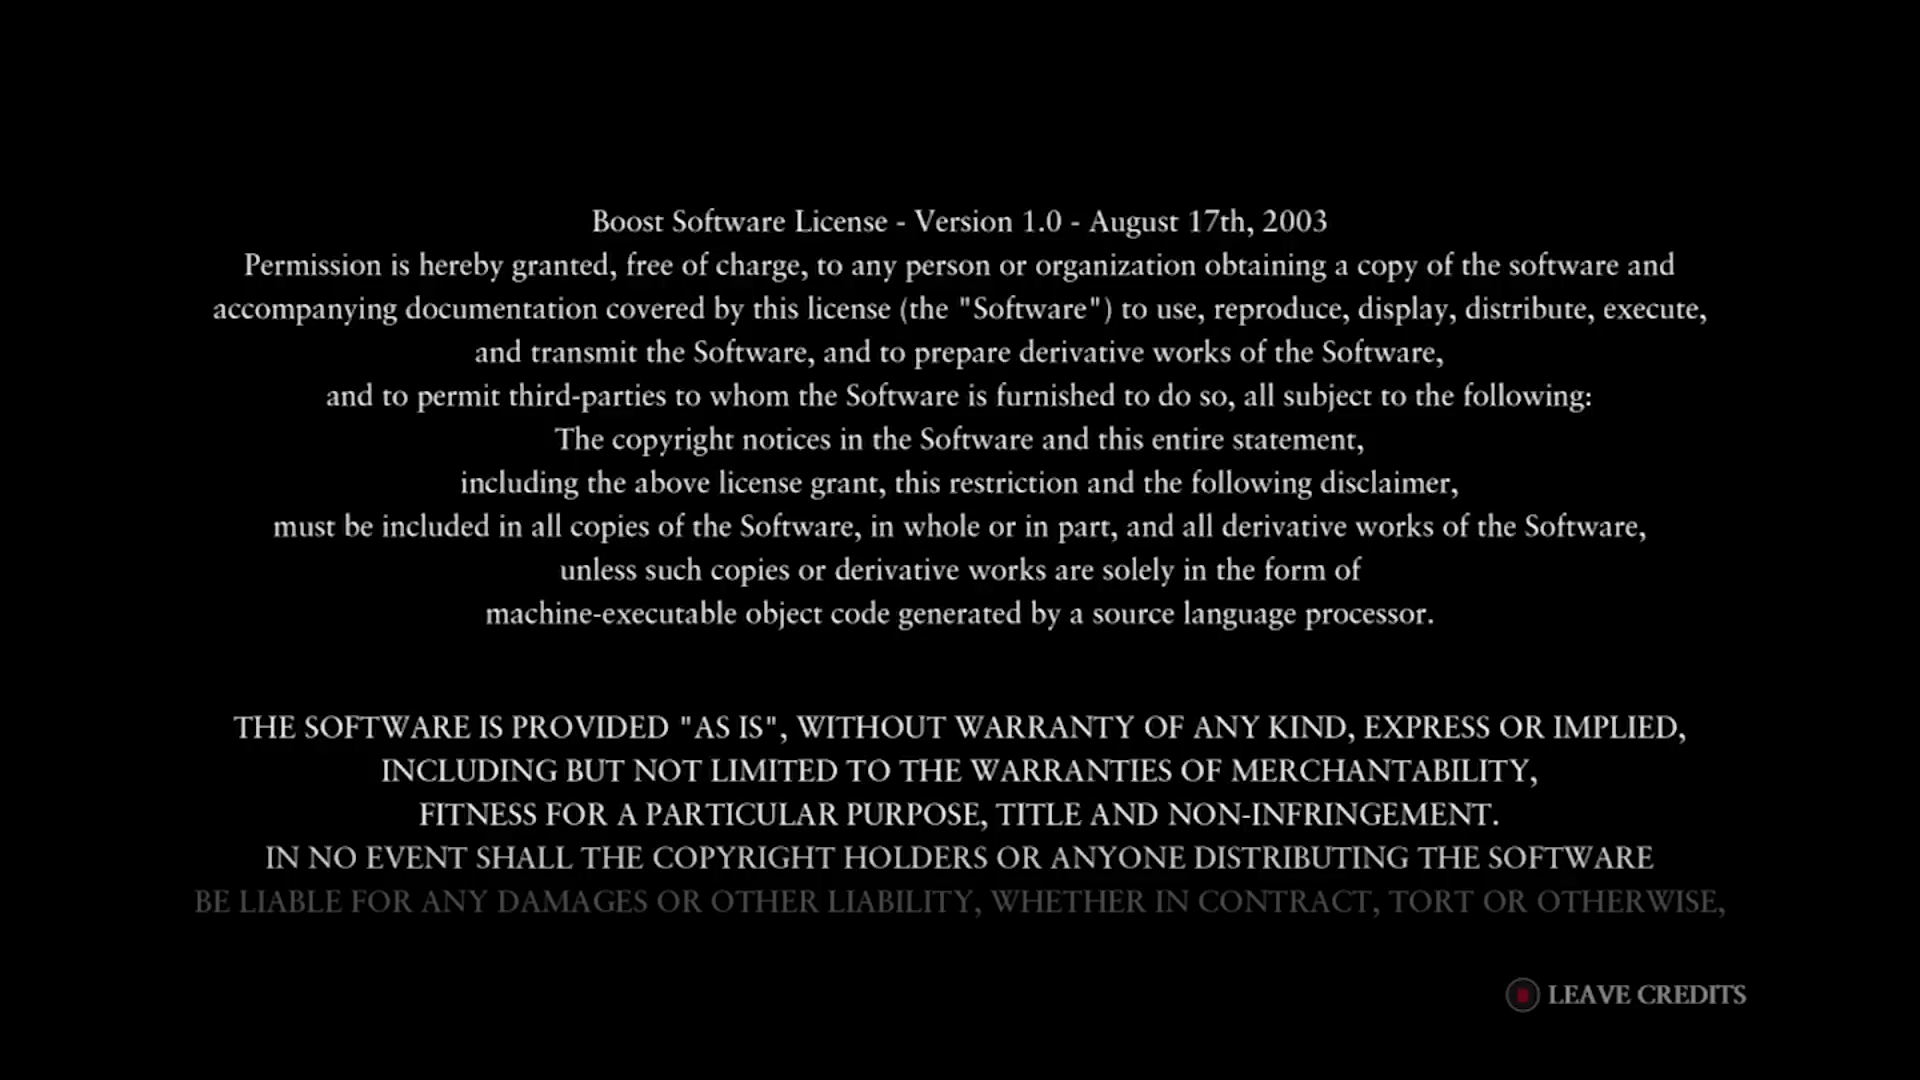 Boost Software License - Version 1.0 - August 17th, 2003
Permission is hereby granted, free of charge, to any person or organization obtaining a copy of the software and
accompanying documentation covered by this license (the "Software") to use, reproduce, display, distribute, execute,
and transmit the Software, and to prepare derivative works of the Software,
and to permit third-parties to whom the Software is furnished to do so, all subject to the following:
The copyright notices in the Software and this entire statement,
including the above license grant, this restriction and the following disclaimer,
must be included in all copies of the Software, in whole or in part, and all derivative works of the Software,
unless such copies or derivative works are solely in the form of
machine-executable object code generated by a source language processor.
THE SOFTWARE IS PROVIDED "AS IS", WITHOUT WARRANTY OF ANY KIND, EXPRESS OR IMPLIED,
INCLUDING BUT NOT LIMITED TO THE WARRANTIES OF MERCHANTABILITY,
FITNESS FOR A PARTICULAR PURPOSE, TITLE AND NON-INFRINGEMENT.
IN NO EVENT SHALL THE COPYRIGHT HOLDERS OR ANYONE DISTRIBUTING THE SOFTWARE
BE LIABLE FOR ANY DAMAGES OR OTHER LIABILITY, WHETHER IN CONTRACT, TORT OR OTHERWISE,
LEAVE CREDITS